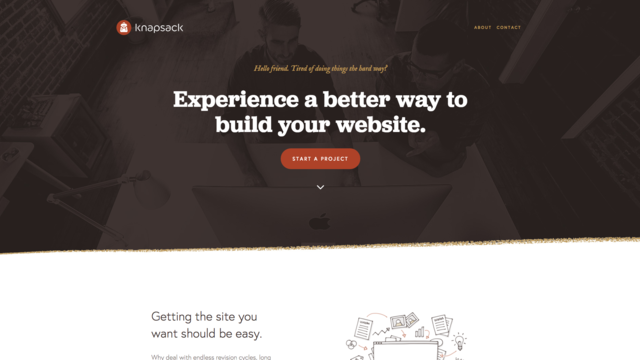 knapsack
ABOUT CONTACT
Hello friend. Tired of doing things the hard way?
Experience a better way to
build your website.
START A PROJECT
Getting the site you
want should be easy.
Why deal with endless revision cycles, long